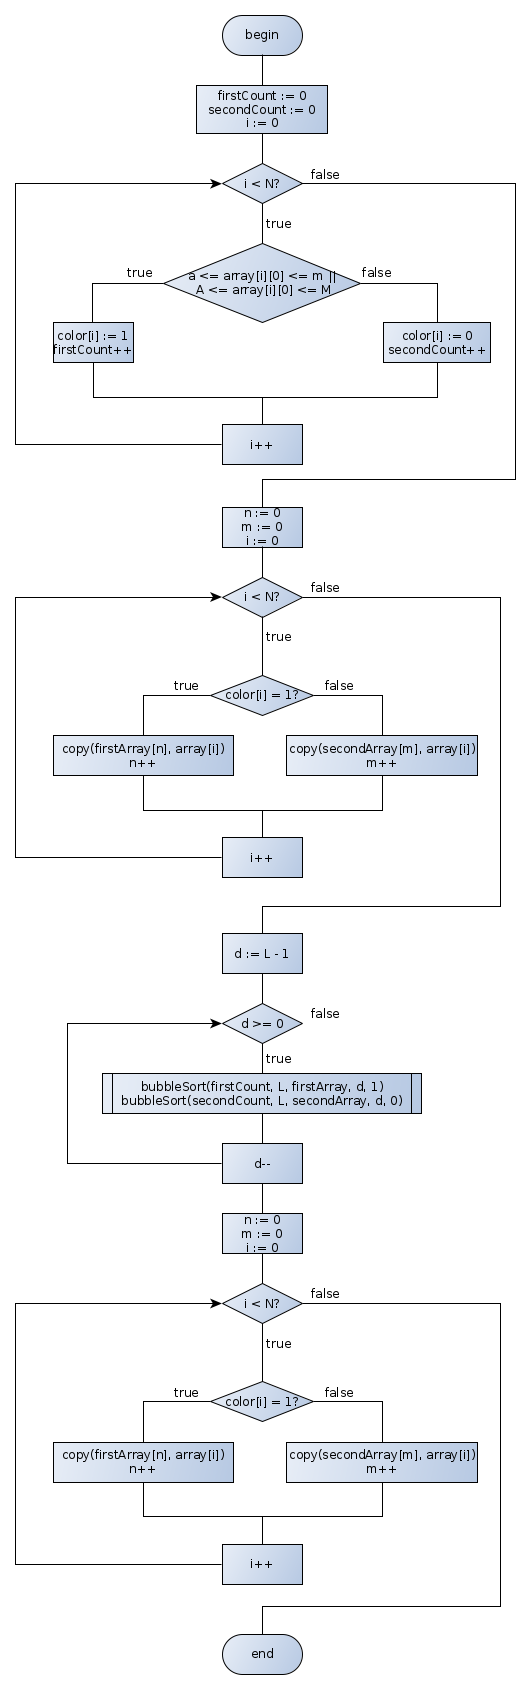 begin
firstCount := 0
secondCount := 0
i := 0
i < N?
false
true
a <= array[i][0] <= m ||
A <= array[i][0] <= M
true
false
color[i] := 1
firstCount++
color[i] := 0
secondCount++
i++
n := 0
m := 0
i := 0
i < N?
false
true
color[i] = 1?
true
false
copy(firstArray[n], array[i])
n++
copy(secondArray[m], array[i])
m++
i++
d := L - 1
d >= 0
false
true
bubbleSort(firstCount, L, firstArray, d, 1)
bubbleSort(secondCount, L, secondArray, d, 0)
d--
n := 0
m := 0
i := 0
i < N?
false
true
color[i] = 1?
true
false
copy(firstArray[n], array[i])
n++
copy(secondArray[m], array[i])
m++
i++
end